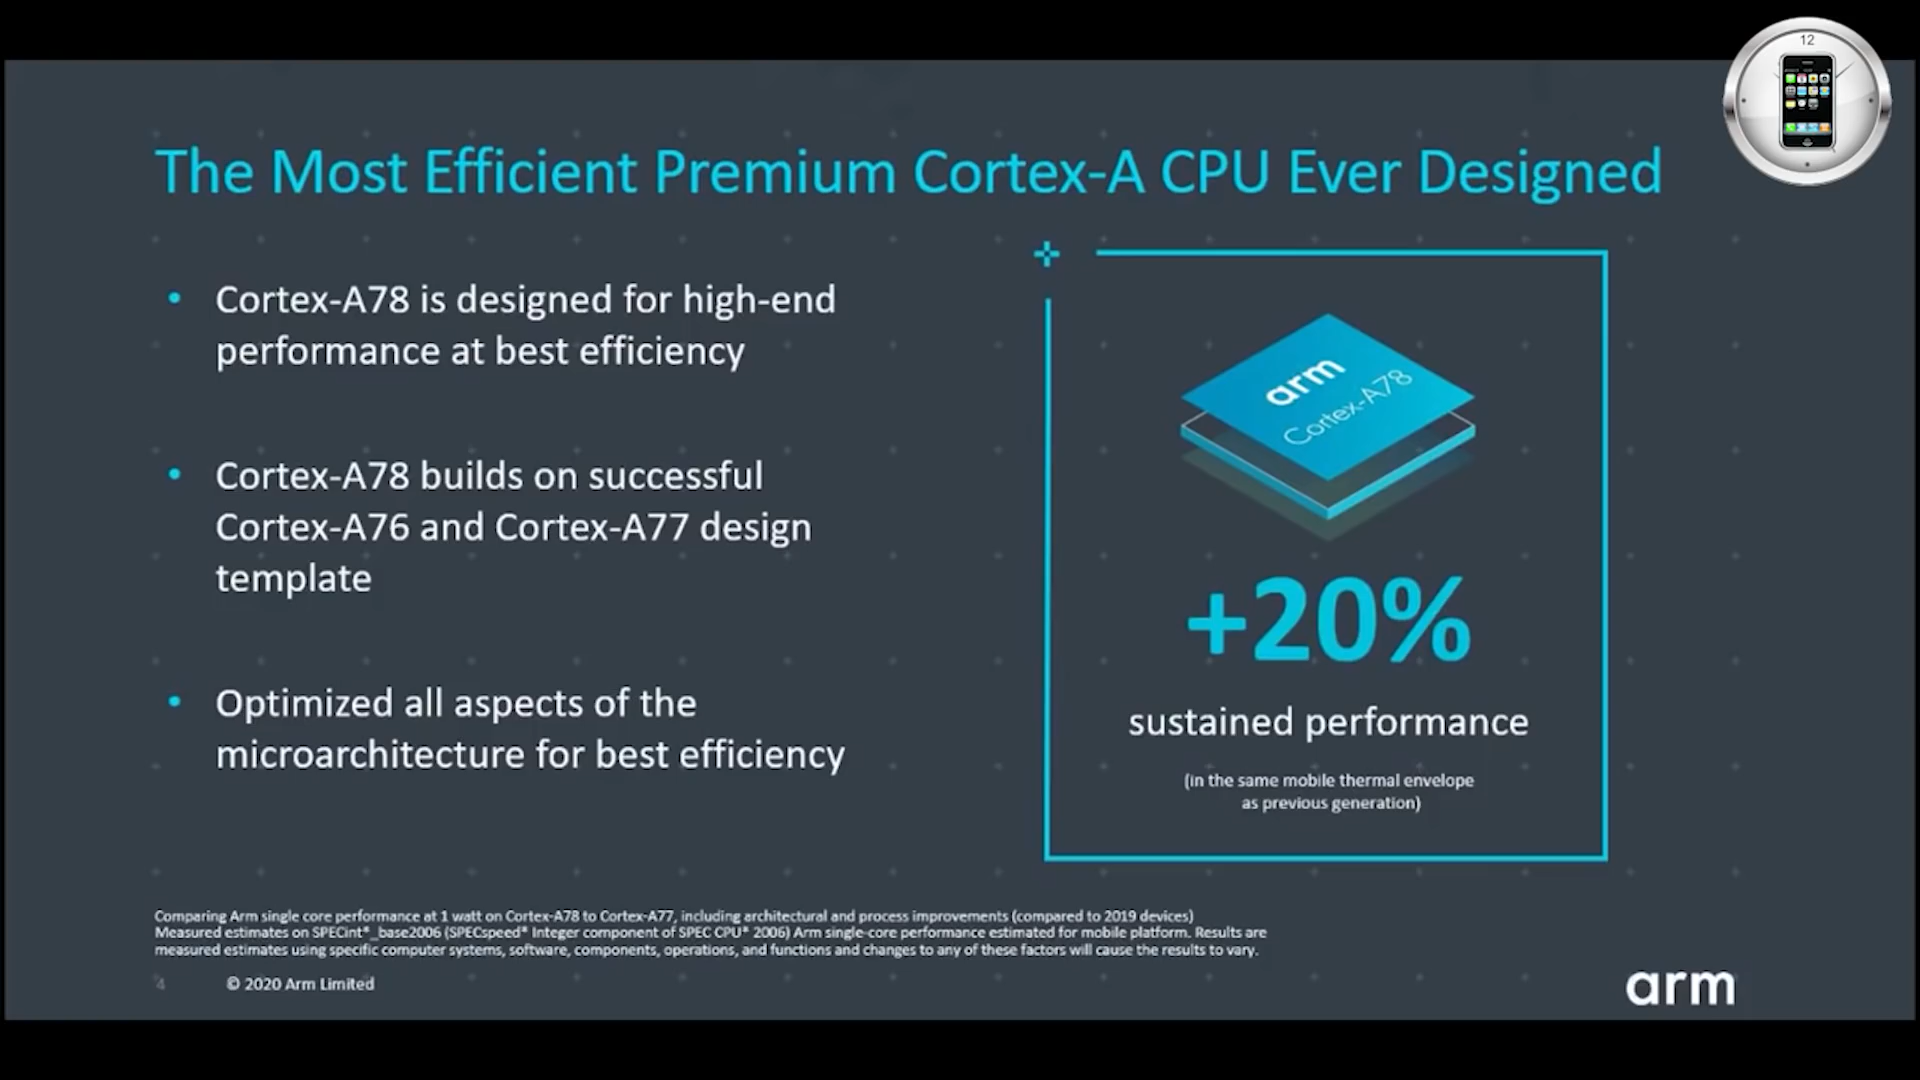 12
The Most Efficient Premium Cortex-A CPU Ever Designed
• Cortex-A78 is designed for high-end
performance at best efficiency
• Cortex-A78 builds on successful
Cortex-A76 and Cortex-A77 design
template
• Optimized all aspects of the
microarchitecture for best efficiency
arm
Cortex-A78
+20%
sustained performance
(in the same mobile thermal envelope
as previous generation)
Comparing Arm single core performance at 1 watt on Cortex-A78 to Cortex-A77, including architectural and process improvements (compared to 2019 devices)
Measured estimates on SPECint*_base2006 (SPECspeed* Integer component of SPEC CPU* 2006) Arm single-core performance estimated for mobile platform. Results are
measured estimates using specific computer systems, software, components, operations, and functions and changes to any of these factors will cause the results to vary.
4 © 2020 Arm Limited
arm